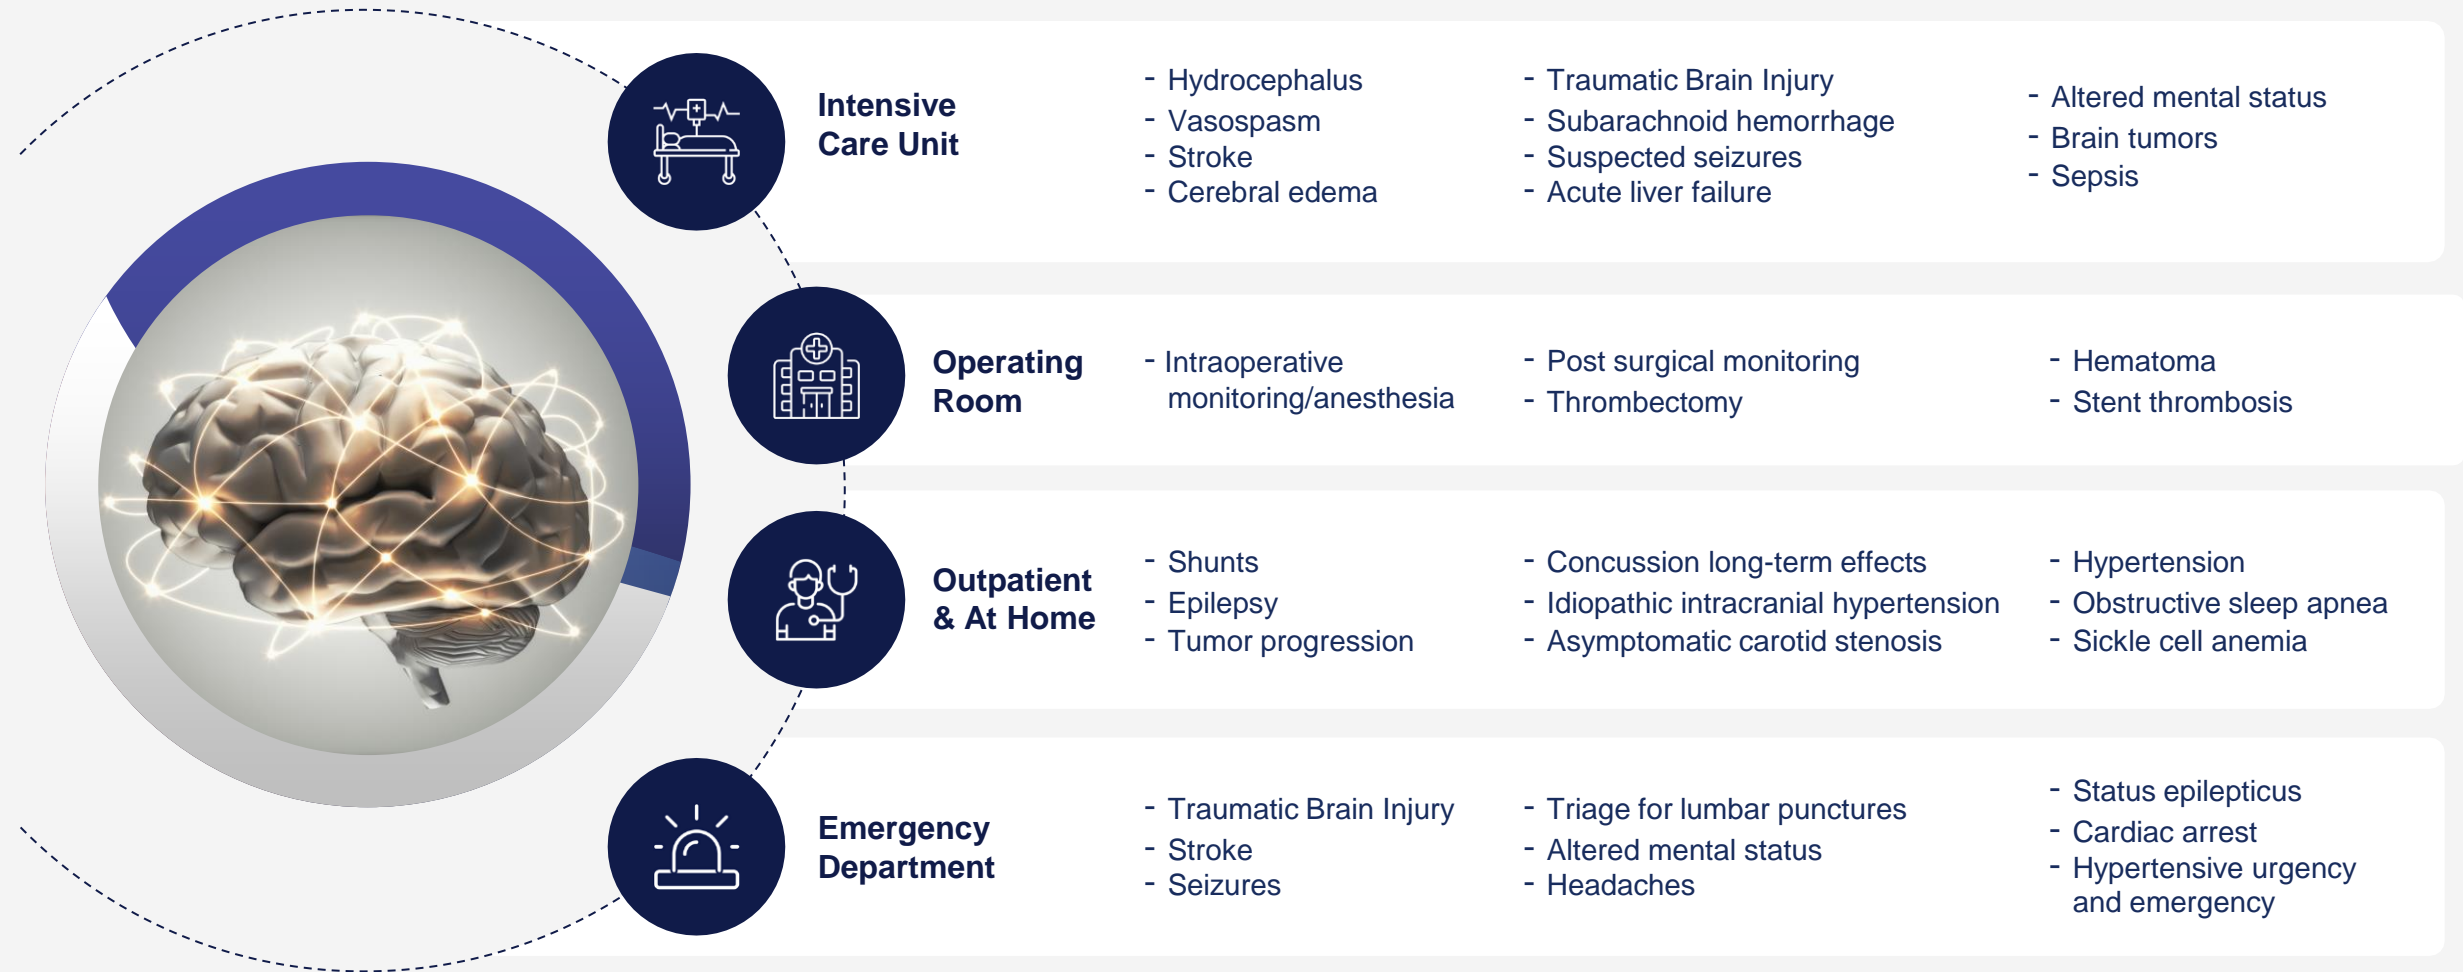 Intensive
Care Unit
- Hydrocephalus
- Vasospasm
- Stroke
- Cerebral edema
- Traumatic Brain Injury
- Subarachnoid hemorrhage
- Suspected seizures
- Acute liver failure
- Altered mental status
- Brain tumors
- Sepsis
Operating
Room
- Intraoperative
monitoring/anesthesia
- Post surgical monitoring
- Thrombectomy
- Hematoma
- Stent thrombosis
Outpatient
& At Home
- Shunts
- Epilepsy
- Tumor progression
- Concussion long-term effects
- Idiopathic intracranial hypertension
- Asymptomatic carotid stenosis
- Hypertension
- Obstructive sleep apnea
- Sickle cell anemia
Emergency
Department
- Traumatic Brain Injury
- Stroke
- Seizures
- Triage for lumbar punctures
- Altered mental status
- Headaches
- Status epilepticus
- Cardiac arrest
- Hypertensive urgency
and emergency